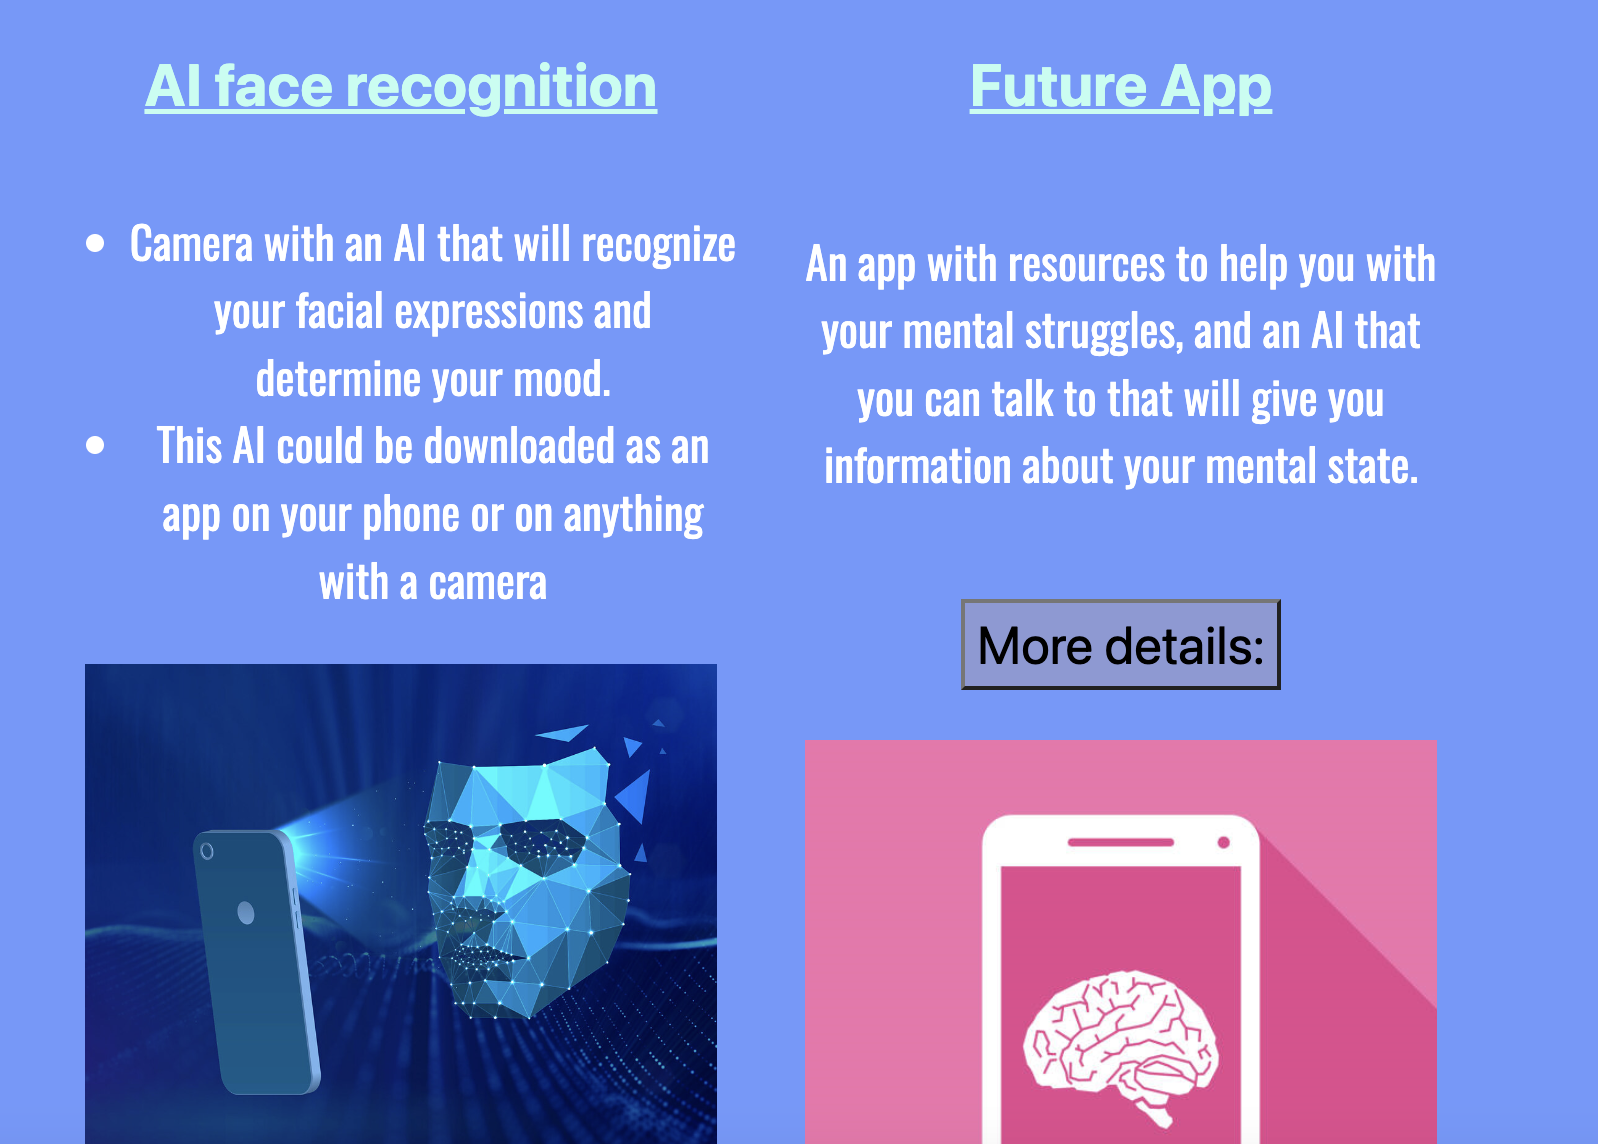 AI face recognition
• Camera with an AI that will recognize
your facial expressions and
determine your mood.
• This AI could be downloaded as an
app on your phone or on anything
with a camera
Future App
An app with resources to help you with
your mental struggles, and an AI that
you can talk to that will give you
information about your mental state.
More details: